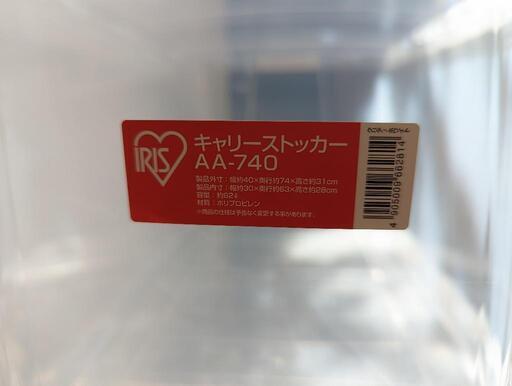 IRIS
キャリーストッカー
AA-740
製品外寸：幅約40×奥行約74×高さ約31cm
製品内寸：幅約30×奥行約63×高さ約28cm
容量：約62ℓ
材質：ポリプロピレン
※商品の仕様は予告なく変更する事があります。
4 905009 662814